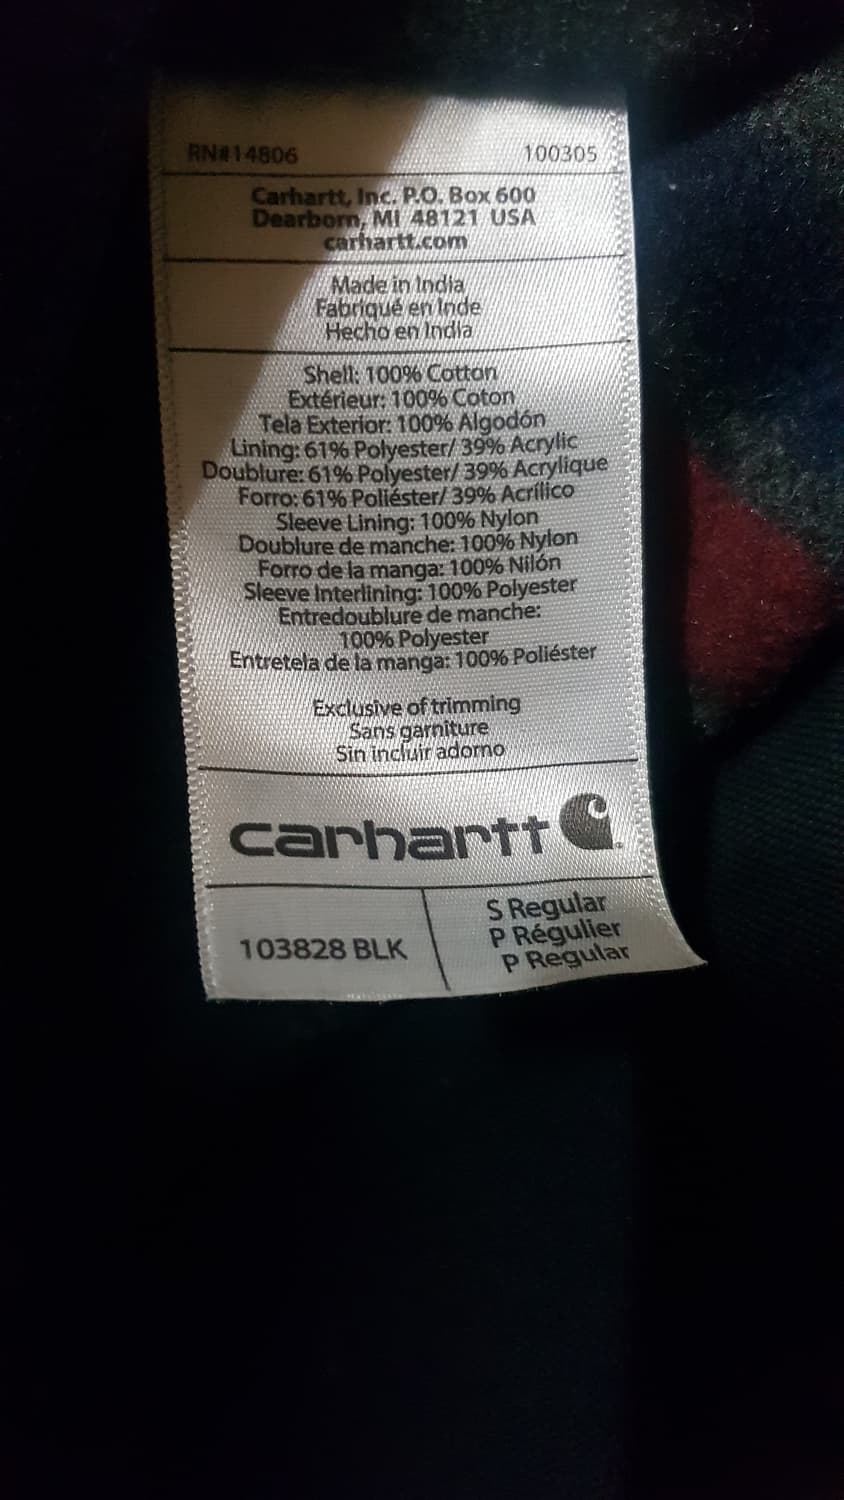 RN#14806 100305
Carhartt, Inc. P.O. Box 600
Dearborn, MI 48121 USA
carhartt.com
Made in India
Fabriqué en Inde
Hecho en India
Shell: 100% Cotton
Extérieur: 100% Coton
Tela Exterior: 100% Algodón
Lining: 61% Polyester/ 39% Acrylic
Doublure: 61% Polyester/ 39% Acrylique
Forro: 61% Poliéster/ 39% Acrílico
Sleeve Lining: 100% Nylon
Doublure de manche: 100% Nylon
Forro de la manga: 100% Nilón
Sleeve Interlining: 100% Polyester
Entredoublure de manche:
100% Polyester
Entretela de la manga: 100% Poliéster
Exclusive of trimming
Sans garniture
Sin incluir adorno
carhartt
103828 BLK
S Regular
P Régulier
P Regular